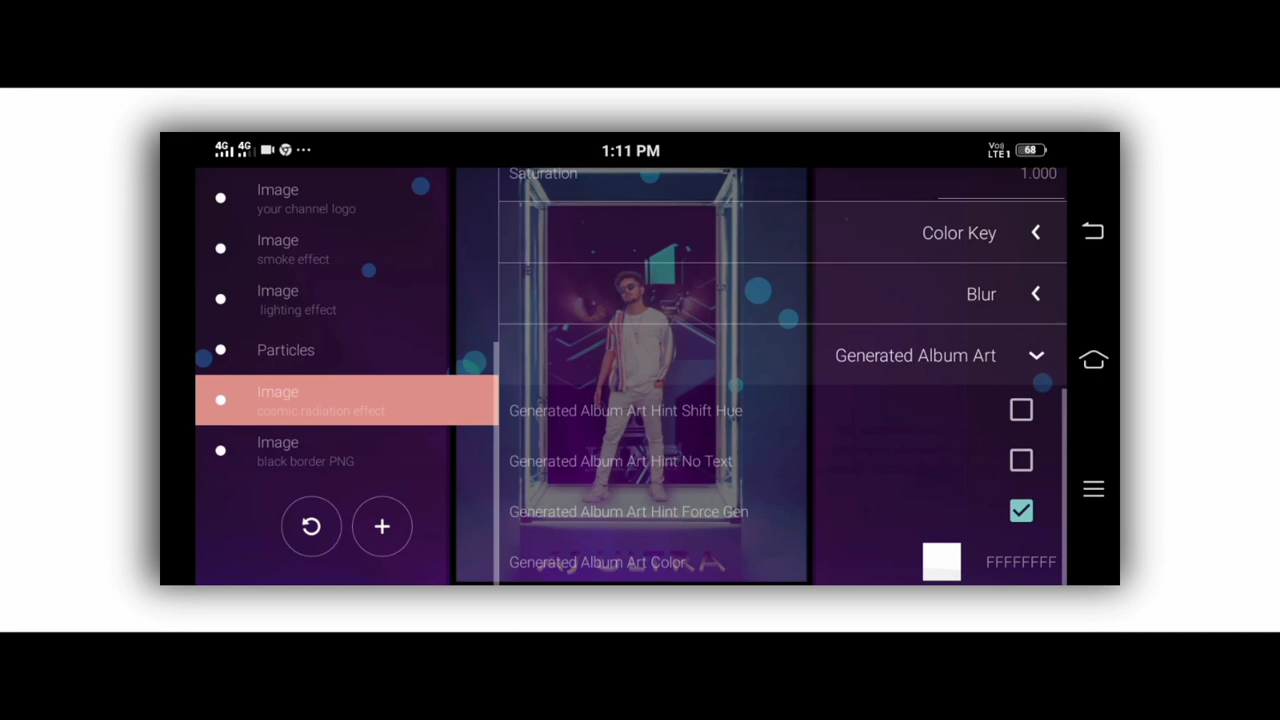 4G 4G
1:11 PM
Vo))
LTE1
68
Image
your channel logo
Image
smoke effect
Image
lighting effect
Particles
Image
cosmic radiation effect
Image
black border PNG
Saturation 1.000
Color Key
Blur
Generated Album Art
Generated Album Art Hint Shift Hue
Generated Album Art Hint No Text
Generated Album Art Hint Force Gen
Generated Album Art Color FFFFFFFF